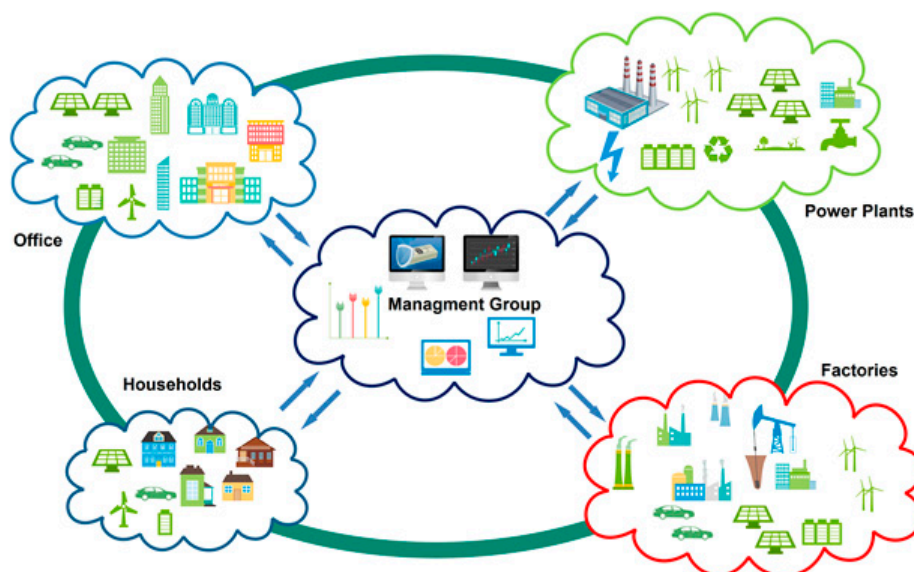 Office
Power Plants
Managment Group
Households
Factories